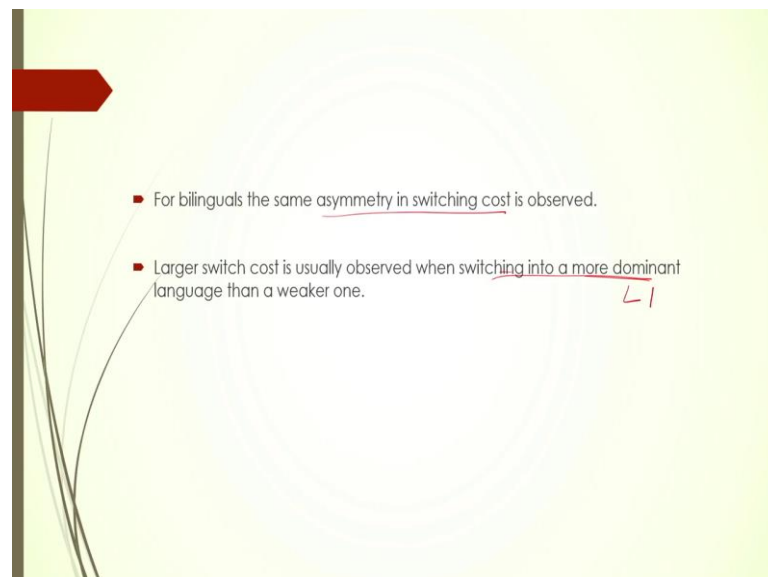 For bilinguals the same asymmetry in switching cost is observed.
Larger switch cost is usually observed when switching into a more dominant
language than a weaker one.
L1